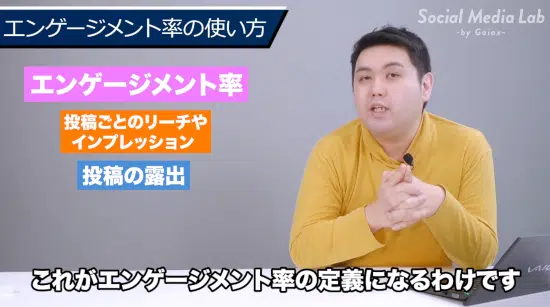 エンゲージメント率の使い方
Social Media Lab
-by Gaiax-
エンゲージメント率
投稿ごとのリーチや
インプレッション
投稿の露出
これがエンゲージメント率の定義になるわけです